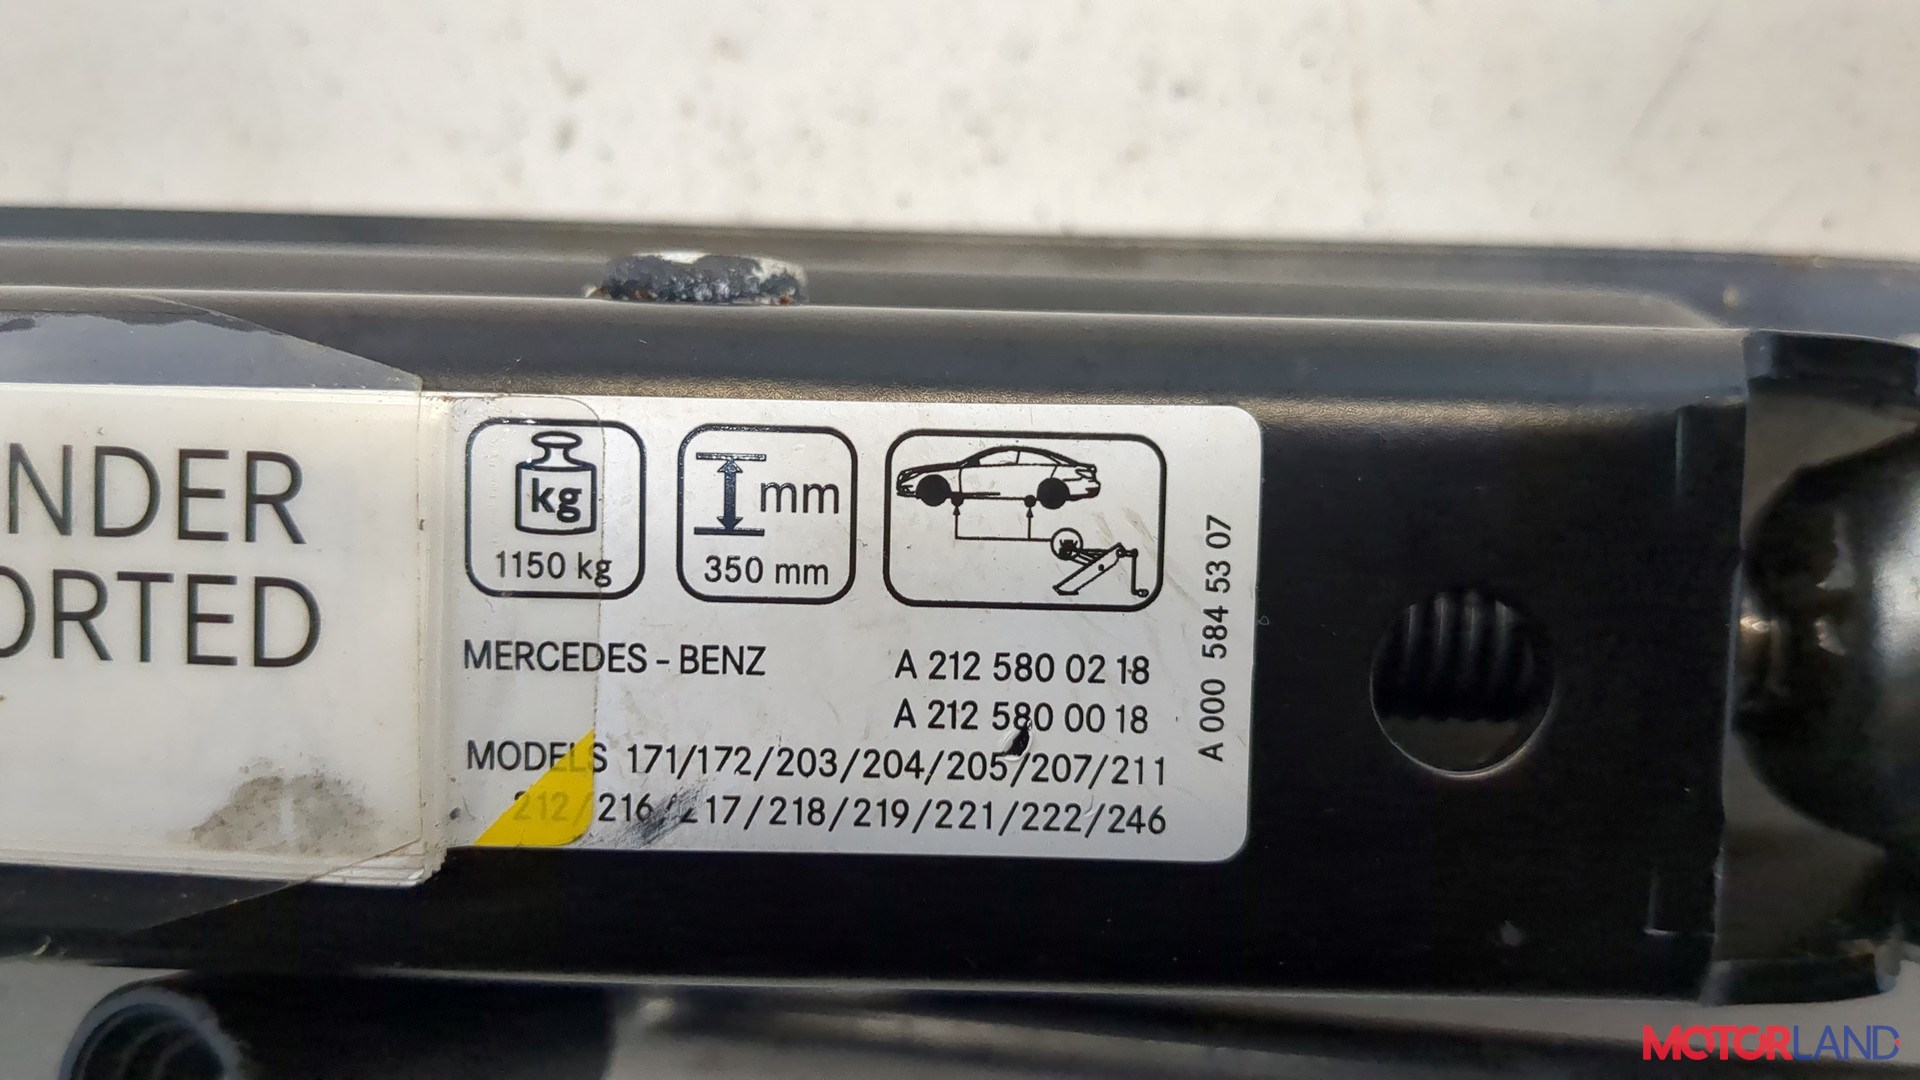 NDER
ORTED
kg
1150 kg
mm
350 mm
MERCEDES - BENZ
A 212 580 02 18
A 212 580 00 18
MODELS 171/172/203/204/205/207/211
212/216/217/218/219/221/222/246
A 000 584 53 07
MOTORLAND